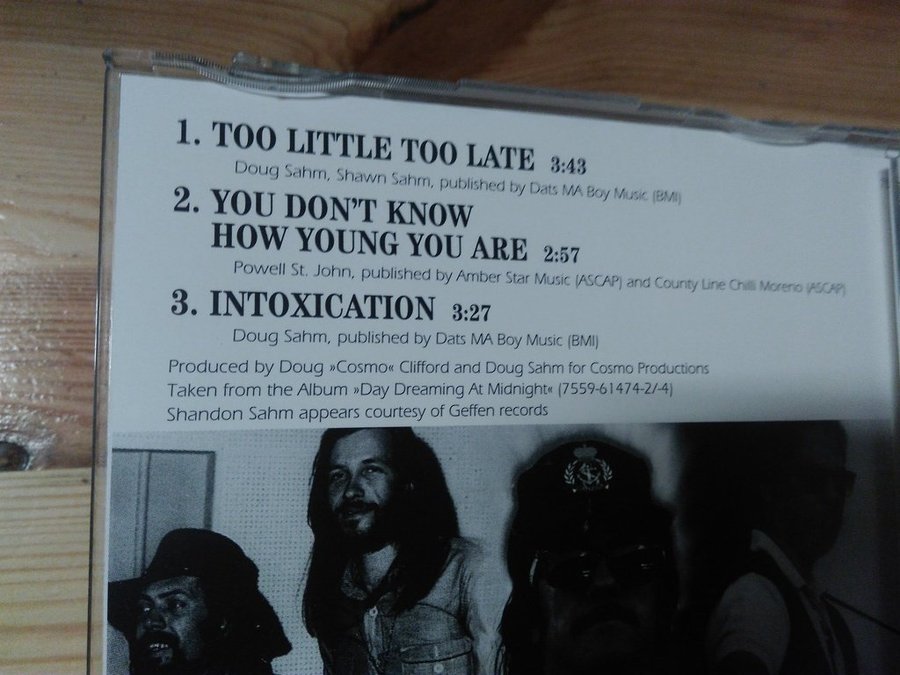 1. TOO LITTLE TOO LATE 3:43
Doug Sahm, Shawn Sahm, published by Dats MA Boy Music (BMI)
2. YOU DON'T KNOW
HOW YOUNG YOU ARE 2:57
Powell St. John, published by Amber Star Music (ASCAP) and County Line Chilli Moreno (ASCAP)
3. INTOXICATION 3:27
Doug Sahm, published by Dats MA Boy Music (BMI)
Produced by Doug »Cosmo« Clifford and Doug Sahm for Cosmo Productions
Taken from the Album »Day Dreaming At Midnight« (7559-61474-2/-4)
Shandon Sahm appears courtesy of Geffen records